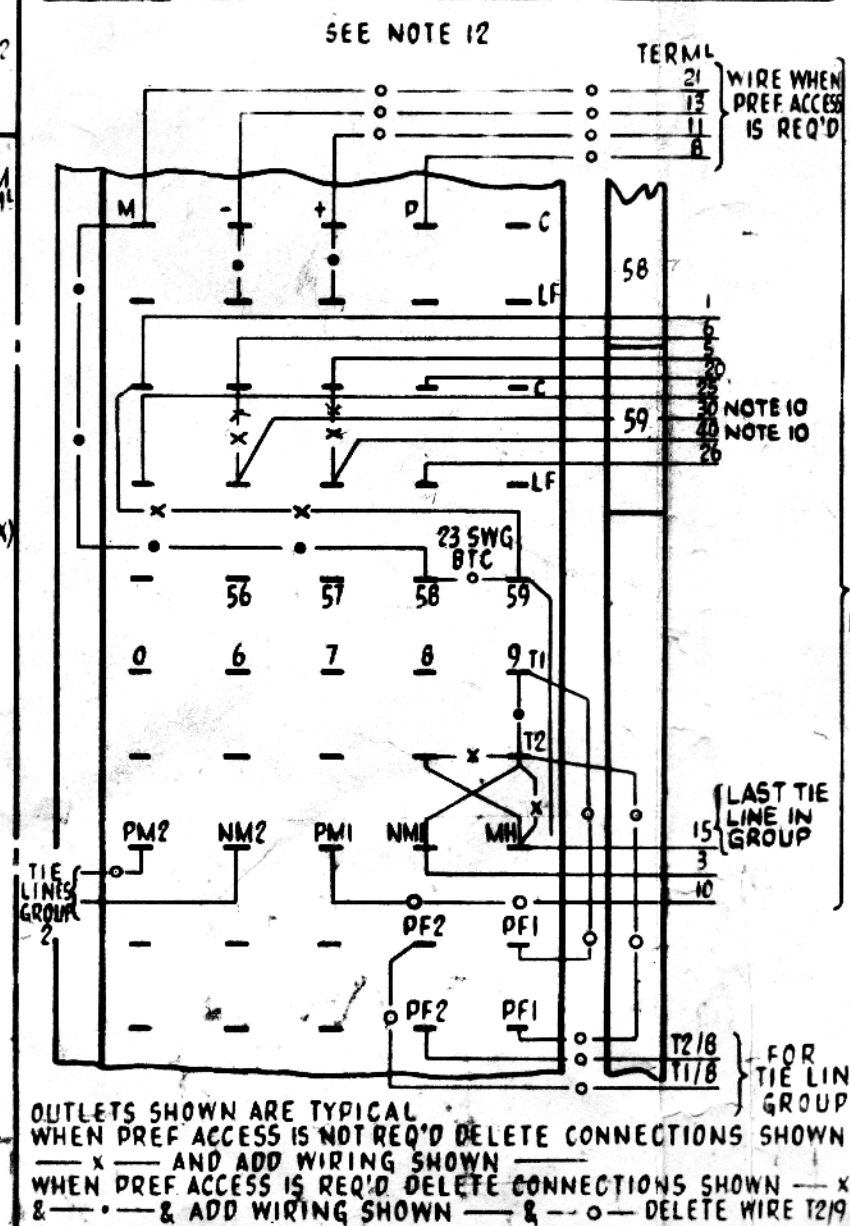 SEE NOTE 12
TERML
21
13
11
8
WIRE WHEN
PREF. ACCESS
IS REQ'D
M - + P C
LF
58
1
6
5
20
25
30 NOTE 10
40 NOTE 10
26
C
59
LF
23 SWG
BTC
56 57 58 59
0 6 7 8 9 T1
T2
PM2 NM2 PM1 NM1 MH
15
3
10
LAST TIE
LINE IN
GROUP
TIE
LINES
GROUP
2
PF2 PF1
PF2 PF1
T2/8
T1/8
FOR
TIE LIN
GROUP
OUTLETS SHOWN ARE TYPICAL
WHEN PREF ACCESS IS NOT REQ'D DELETE CONNECTIONS SHOWN
— x — AND ADD WIRING SHOWN ———
WHEN PREF ACCESS IS REQ'D DELETE CONNECTIONS SHOWN — x
& —•— & ADD WIRING SHOWN — & -- o — DELETE WIRE T2/9